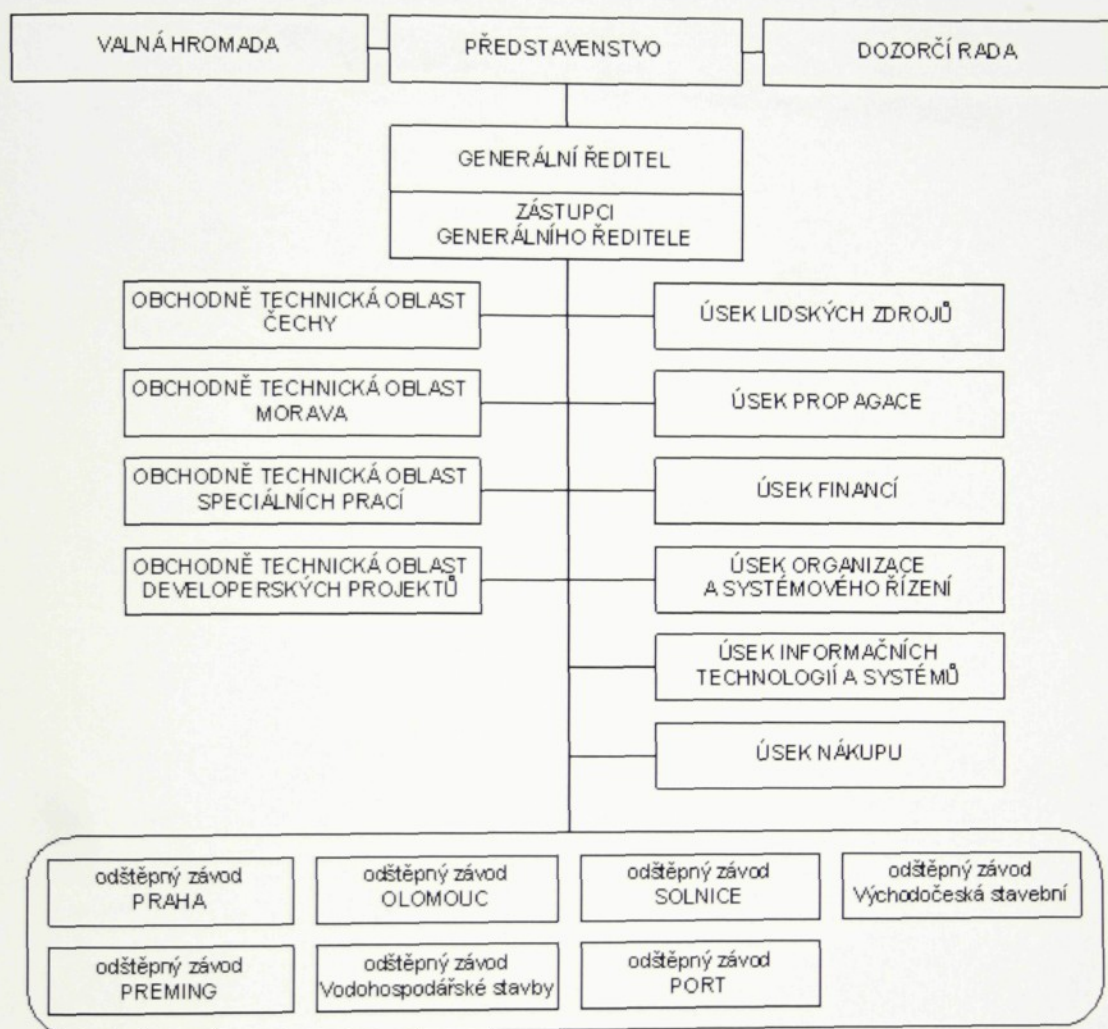 VALNÁ HROMADA
PŘEDSTAVENSTVO
DOZORČÍ RADA
GENERÁLNÍ ŘEDITEL
ZÁSTUPCI
GENERÁLNÍHO ŘEDITELE
OBCHODNĚ TECHNICKÁ OBLAST
ČECHY
ÚSEK LIDSKÝCH ZDROJŮ
OBCHODNĚ TECHNICKÁ OBLAST
MORAVA
ÚSEK PROPAGACE
OBCHODNĚ TECHNICKÁ OBLAST
SPECIÁLNÍCH PRACÍ
ÚSEK FINANCÍ
OBCHODNĚ TECHNICKÁ OBLAST
DEVELOPERSKÝCH PROJEKTŮ
ÚSEK ORGANIZACE
A SYSTÉMOVÉHO ŘÍZENÍ
ÚSEK INFORMAČNÍCH
TECHNOLOGIÍ A SYSTÉMŮ
ÚSEK NÁKUPU
odštěpný závod
PRAHA
odštěpný závod
OLOMOUC
odštěpný závod
SOLNICE
odštěpný závod
Východočeská stavební
odštěpný závod
PREMING
odštěpný závod
Vodohospodářské stavby
odštěpný závod
PORT